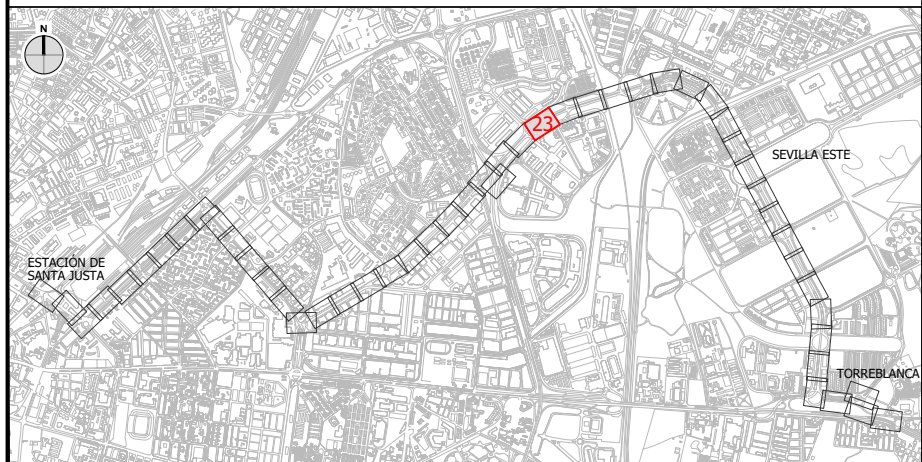 N
23
SEVILLA ESTE
ESTACIÓN DE
SANTA JUSTA
TORREBLANCA